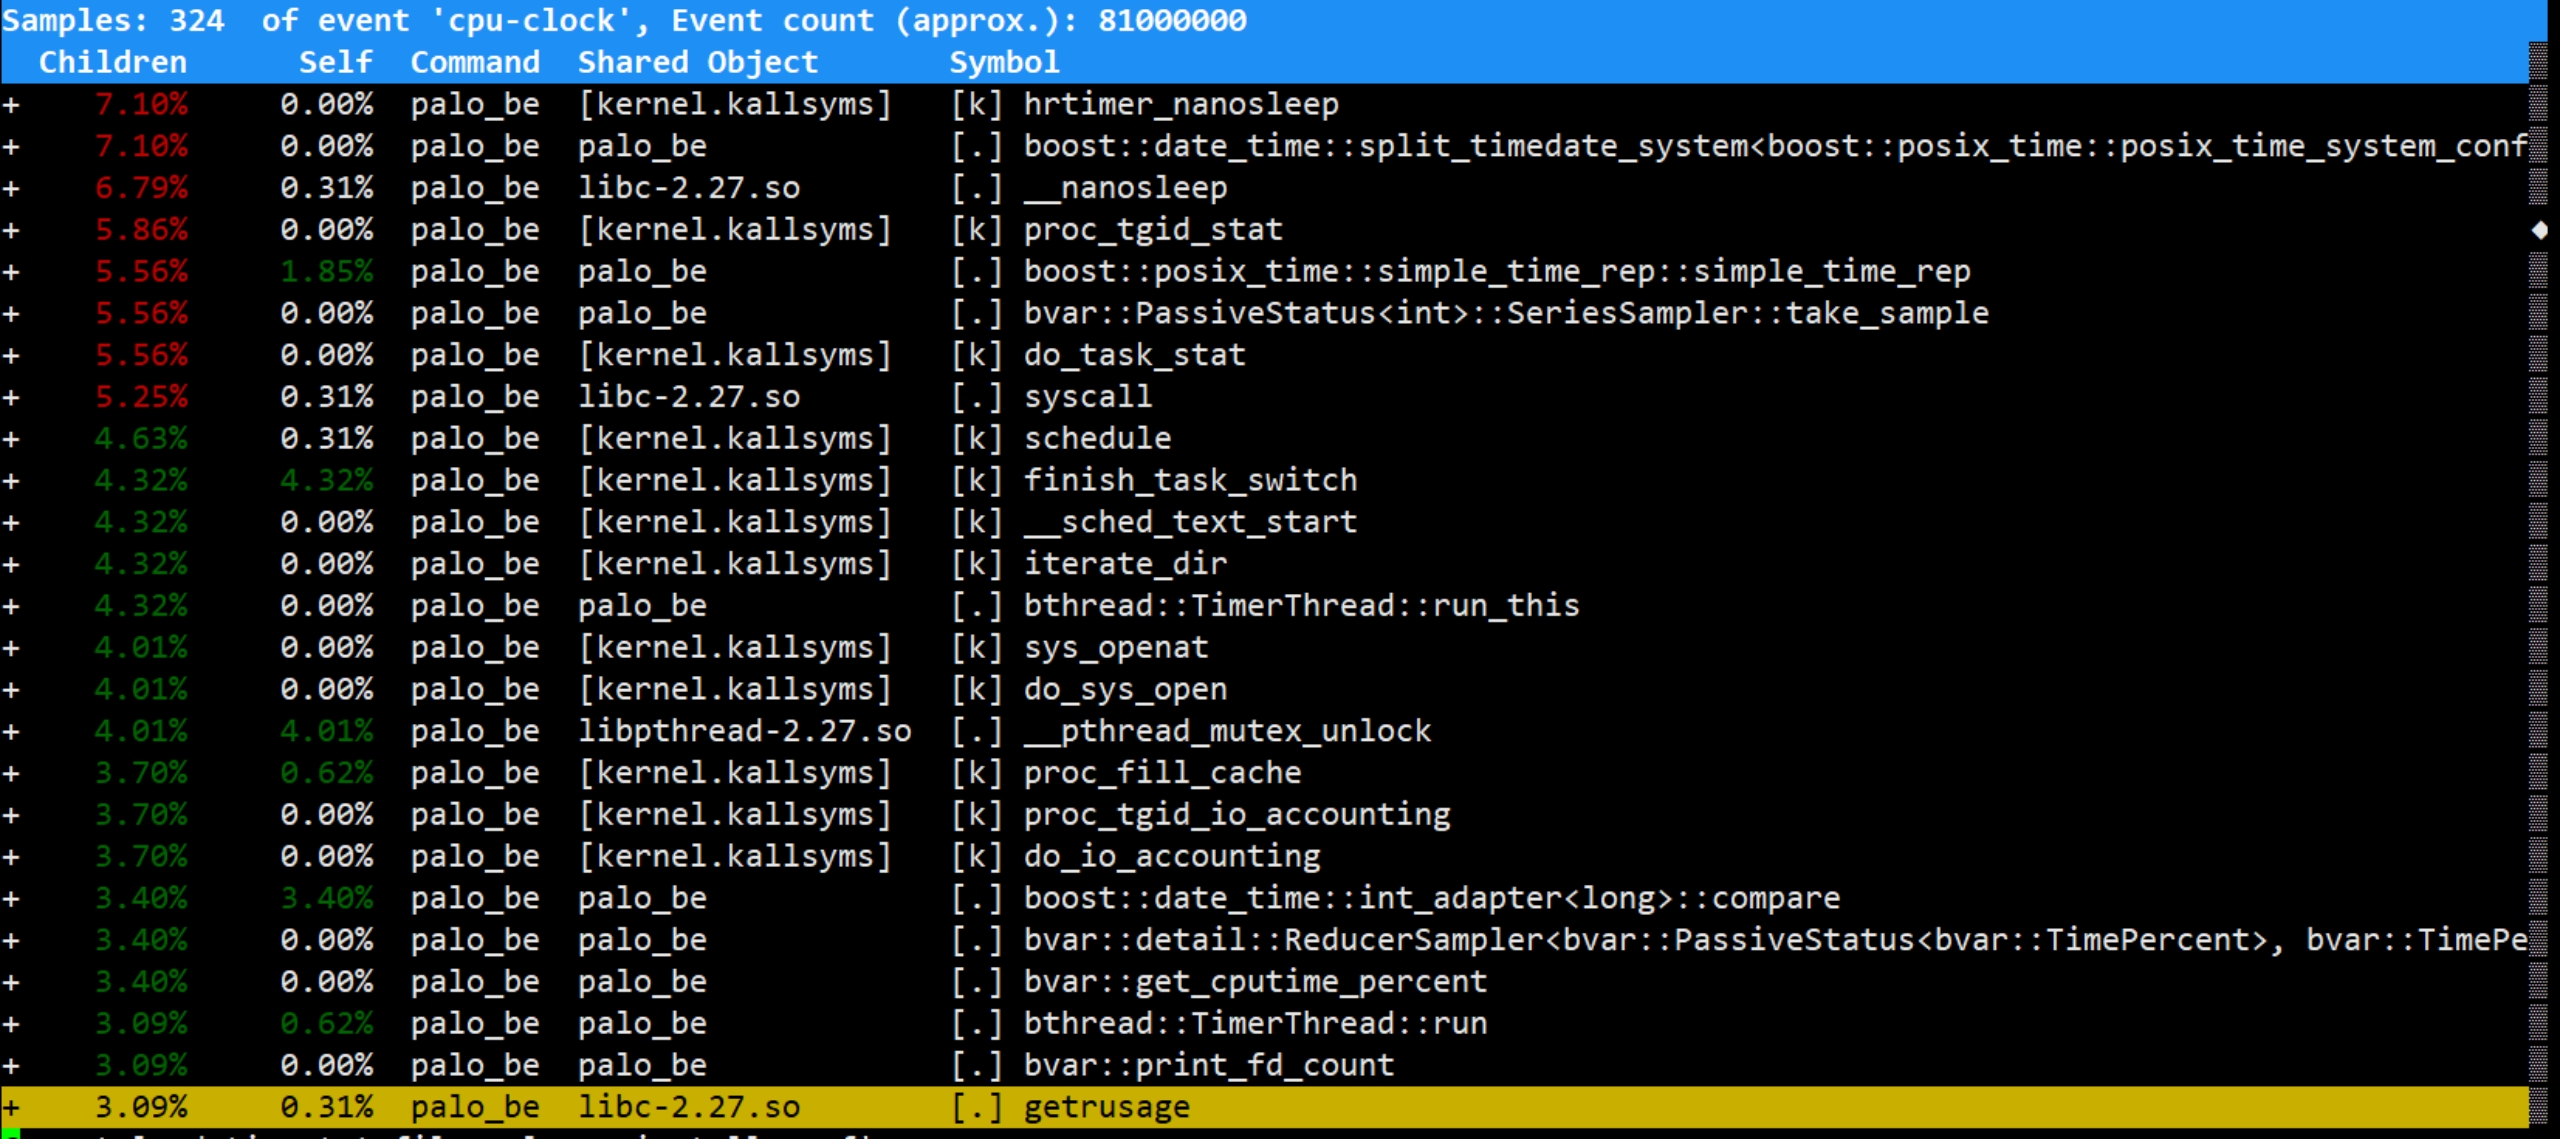 Samples: 324  of event 'cpu-clock', Event count (approx.): 81000000
Children      Self  Command  Shared Object       Symbol
+    7.10%     0.00%  palo_be  [kernel.kallsyms]   [k] hrtimer_nanosleep
+    7.10%     0.00%  palo_be  palo_be             [.] boost::date_time::split_timedate_system<boost::posix_time::posix_time_system_conf
+    6.79%     0.31%  palo_be  libc-2.27.so        [.] __nanosleep
+    5.86%     0.00%  palo_be  [kernel.kallsyms]   [k] proc_tgid_stat
+    5.56%     1.85%  palo_be  palo_be             [.] boost::posix_time::simple_time_rep::simple_time_rep
+    5.56%     0.00%  palo_be  palo_be             [.] bvar::PassiveStatus<int>::SeriesSampler::take_sample
+    5.56%     0.00%  palo_be  [kernel.kallsyms]   [k] do_task_stat
+    5.25%     0.31%  palo_be  libc-2.27.so        [.] syscall
+    4.63%     0.31%  palo_be  [kernel.kallsyms]   [k] schedule
+    4.32%     4.32%  palo_be  [kernel.kallsyms]   [k] finish_task_switch
+    4.32%     0.00%  palo_be  [kernel.kallsyms]   [k] __sched_text_start
+    4.32%     0.00%  palo_be  [kernel.kallsyms]   [k] iterate_dir
+    4.32%     0.00%  palo_be  palo_be             [.] bthread::TimerThread::run_this
+    4.01%     0.00%  palo_be  [kernel.kallsyms]   [k] sys_openat
+    4.01%     0.00%  palo_be  [kernel.kallsyms]   [k] do_sys_open
+    4.01%     4.01%  palo_be  libpthread-2.27.so  [.] __pthread_mutex_unlock
+    3.70%     0.62%  palo_be  [kernel.kallsyms]   [k] proc_fill_cache
+    3.70%     0.00%  palo_be  [kernel.kallsyms]   [k] proc_tgid_io_accounting
+    3.70%     0.00%  palo_be  [kernel.kallsyms]   [k] do_io_accounting
+    3.40%     3.40%  palo_be  palo_be             [.] boost::date_time::int_adapter<long>::compare
+    3.40%     0.00%  palo_be  palo_be             [.] bvar::detail::ReducerSampler<bvar::PassiveStatus<bvar::TimePercent>, bvar::TimePe
+    3.40%     0.00%  palo_be  palo_be             [.] bvar::get_cputime_percent
+    3.09%     0.62%  palo_be  palo_be             [.] bthread::TimerThread::run
+    3.09%     0.00%  palo_be  palo_be             [.] bvar::print_fd_count
+    3.09%     0.31%  palo_be  libc-2.27.so        [.] getrusage